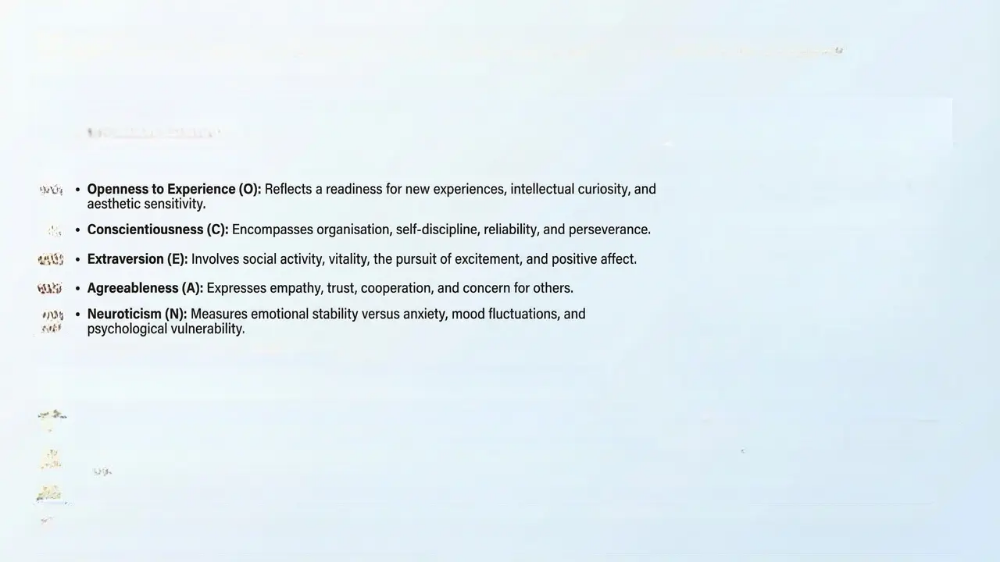 • Openness to Experience (O): Reflects a readiness for new experiences, intellectual curiosity, and
aesthetic sensitivity.
• Conscientiousness (C): Encompasses organisation, self-discipline, reliability, and perseverance.
• Extraversion (E): Involves social activity, vitality, the pursuit of excitement, and positive affect.
• Agreeableness (A): Expresses empathy, trust, cooperation, and concern for others.
• Neuroticism (N): Measures emotional stability versus anxiety, mood fluctuations, and
psychological vulnerability.